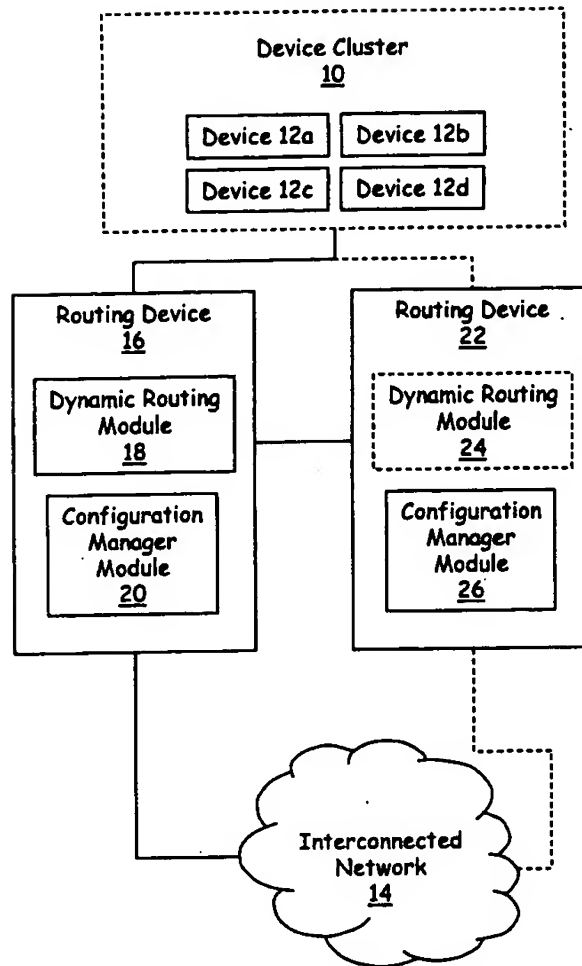 Device Cluster
10
Device 12a
Device 12b
Device 12c
Device 12d
Routing Device
16
Dynamic Routing
Module
18
Configuration
Manager
Module
20
Routing Device
22
Dynamic Routing
Module
24
Configuration
Manager
Module
26
Interconnected
Network
14